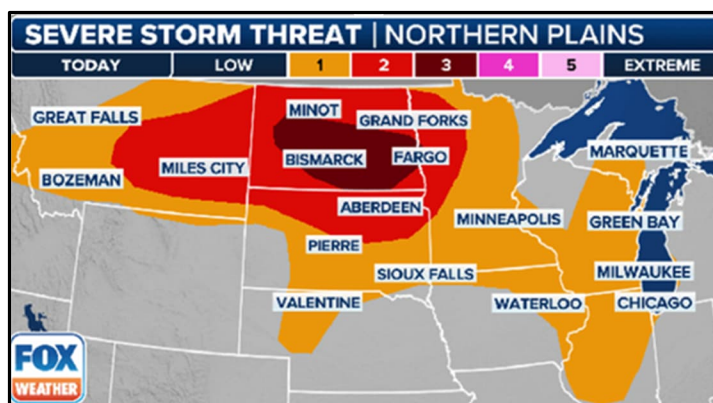 SEVERE STORM THREAT | NORTHERN PLAINS
TODAY LOW 1 2 3 4 5 EXTREME
GREAT FALLS
MINOT
GRAND FORKS
MARQUETTE
BISMARCK
FARGO
MILES CITY
BOZEMAN
ABERDEEN
MINNEAPOLIS
GREEN BAY
PIERRE
SIOUX FALLS
MILWAUKEE
VALENTINE
WATERLOO
CHICAGO
FOX
WEATHER